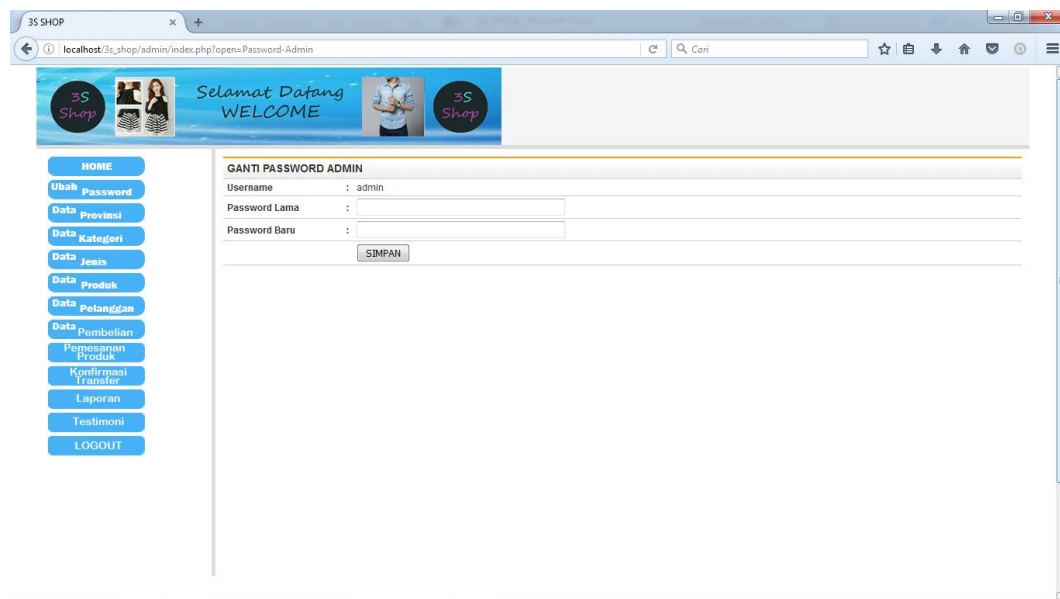 3S SHOP
localhost/3s_shop/admin/index.php?open=Password-Admin
Cari
3S
Shop
Selamat Datang
WELCOME
3S
Shop
HOME
Ubah Password
Data Provinsi
Data Kategori
Data Jenis
Data Produk
Data Pelanggan
Data Pembelian
Pemesanan
Produk
Konfirmasi
Transfer
Laporan
Testimoni
LOGOUT
GANTI PASSWORD ADMIN
Username : admin
Password Lama :
Password Baru :
SIMPAN